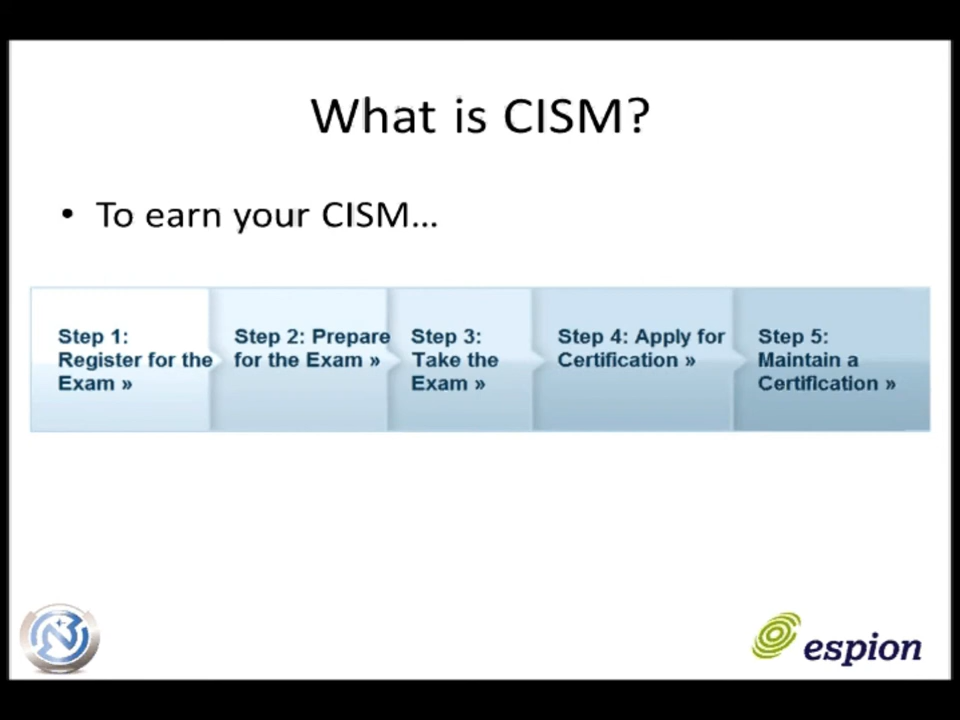 What is CISM?
• To earn your CISM...
Step 1:
Register for the
Exam »
Step 2: Prepare
for the Exam »
Step 3:
Take the
Exam »
Step 4: Apply for
Certification »
Step 5:
Maintain a
Certification »
espion